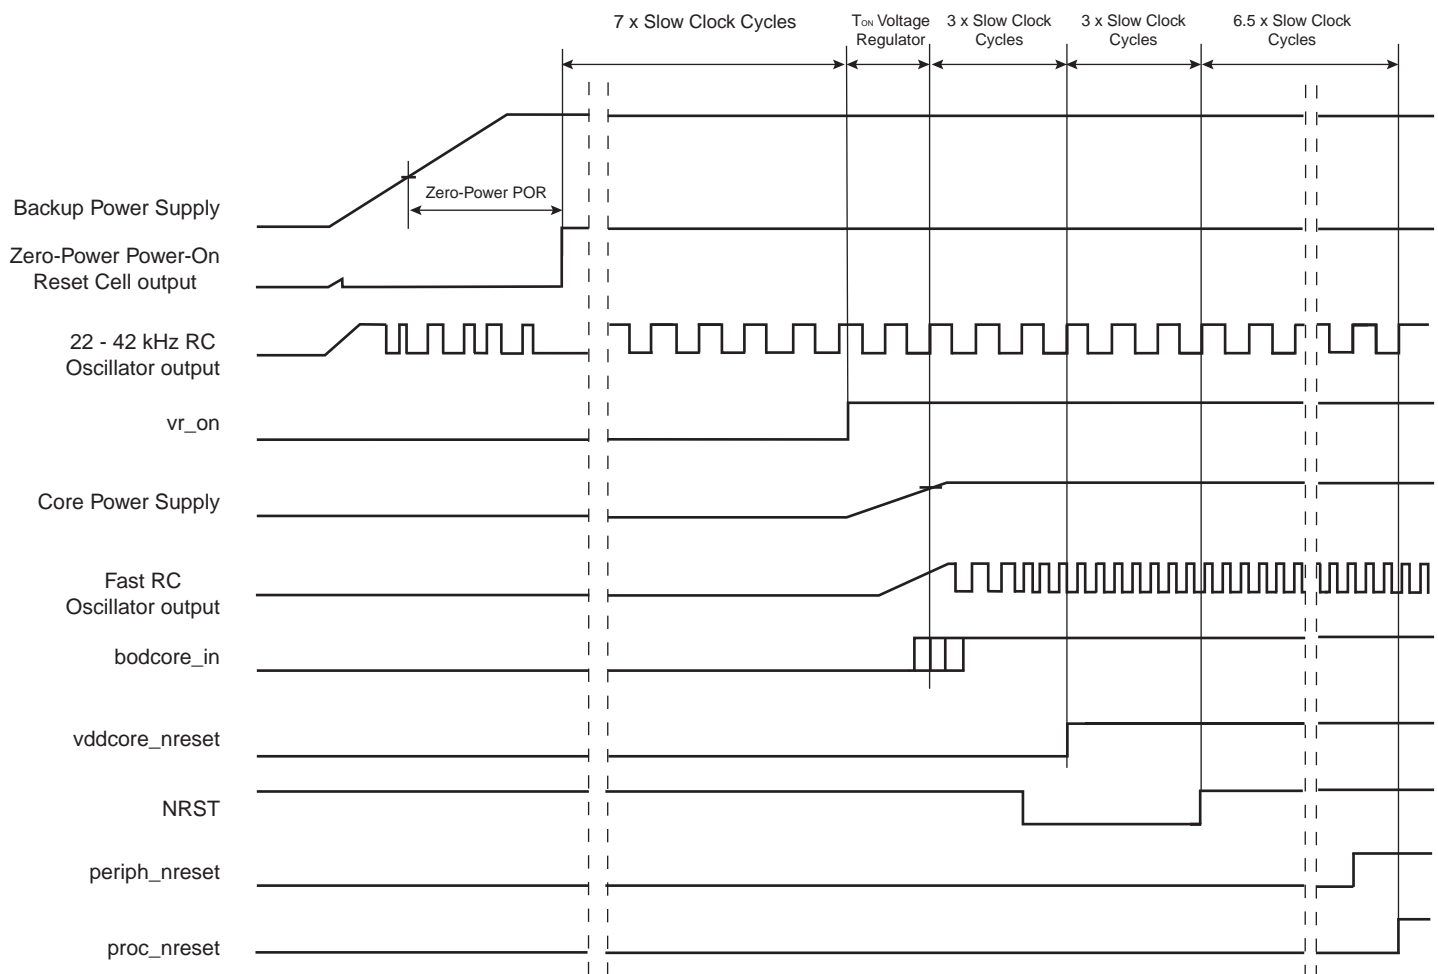 7 x Slow Clock Cycles
TON Voltage
Regulator
3 x Slow Clock
Cycles
3 x Slow Clock
Cycles
6.5 x Slow Clock
Cycles
Zero-Power POR
Backup Power Supply
Zero-Power Power-On
Reset Cell output
22 - 42 kHz RC
Oscillator output
vr_on
Core Power Supply
Fast RC
Oscillator output
bodcore_in
vddcore_nreset
NRST
periph_nreset
proc_nreset